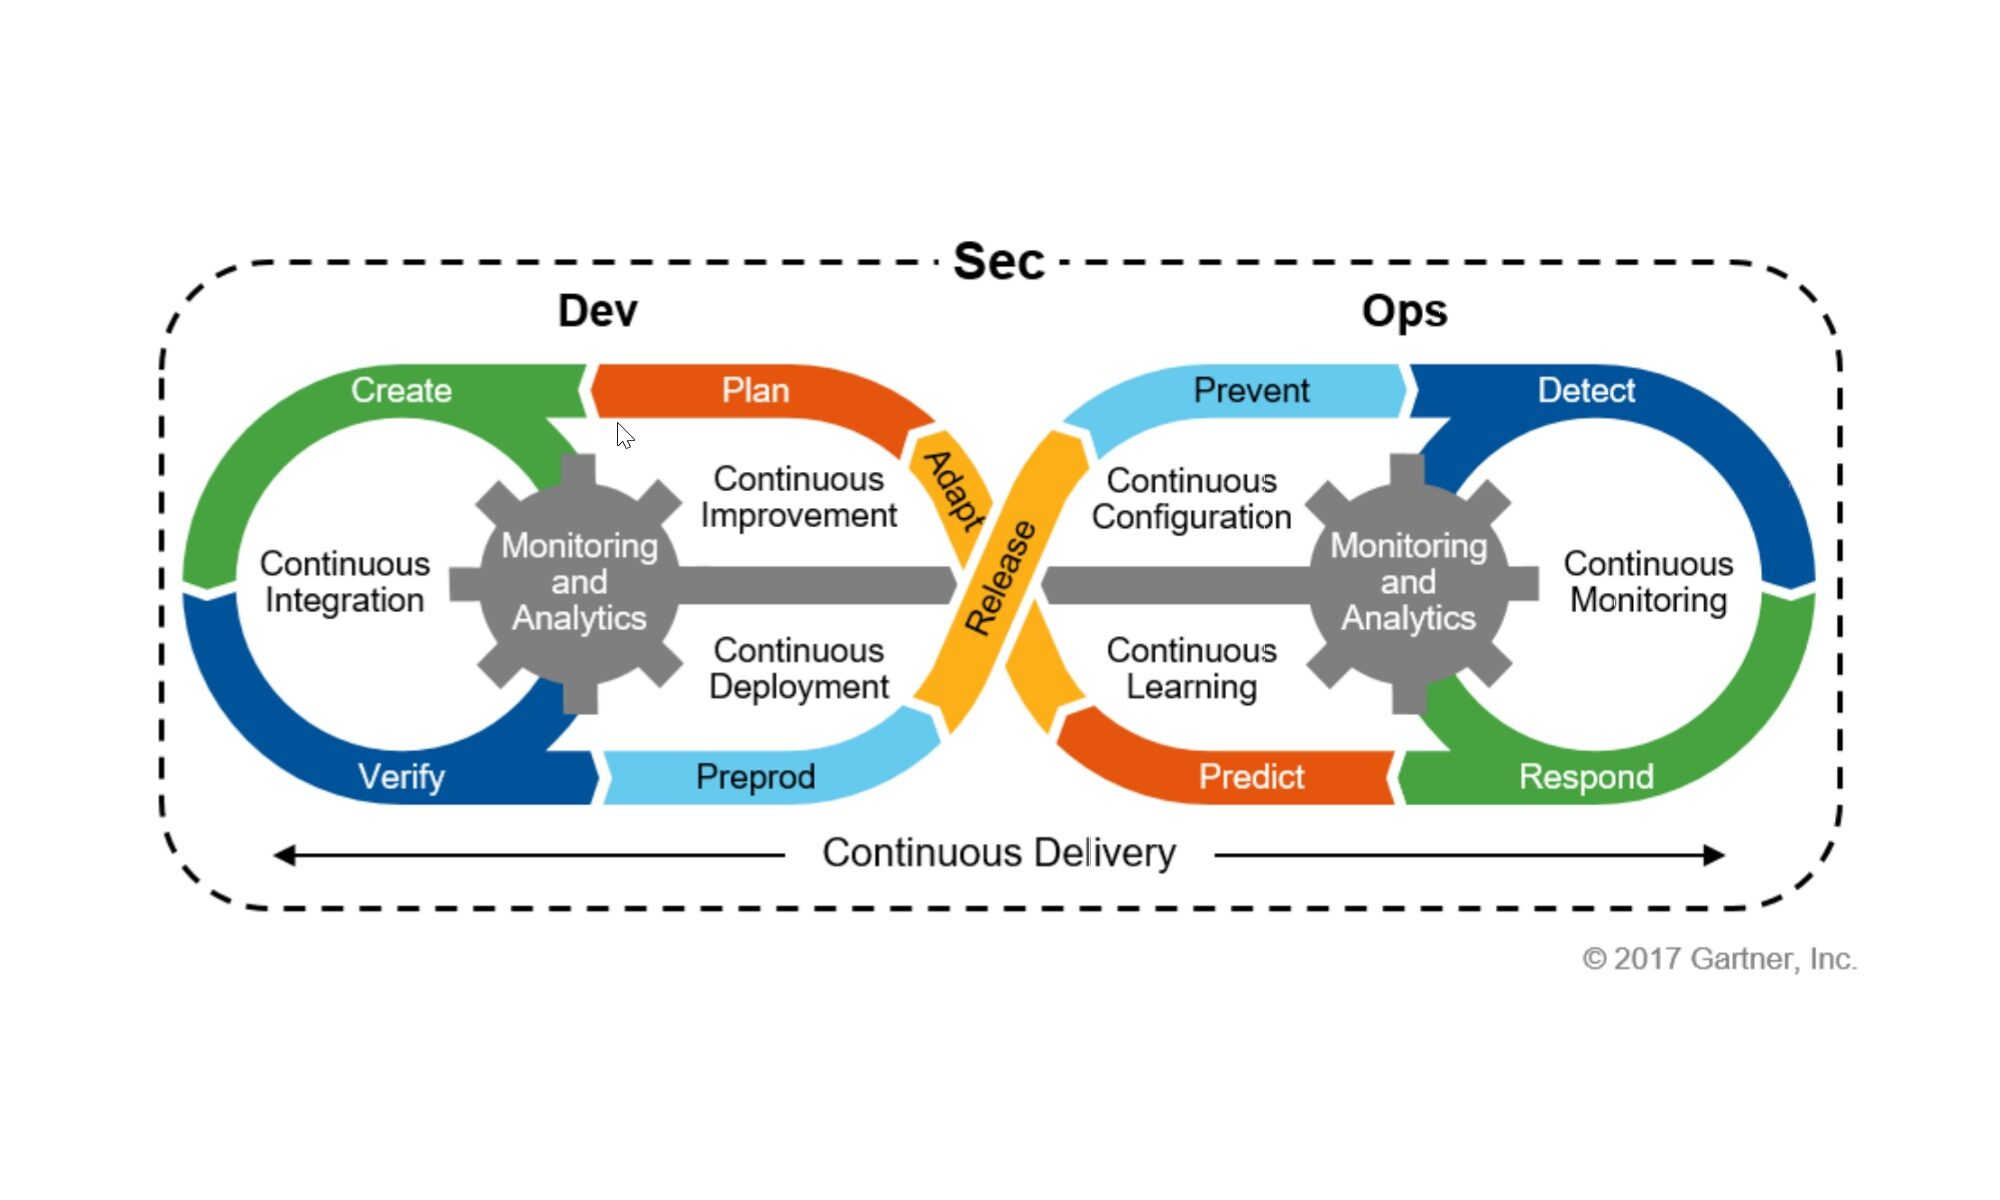 Sec
Dev
Ops
Create
Plan
Adapt
Release
Prevent
Detect
Continuous
Improvement
Continuous
Configuration
Continuous
Integration
Monitoring
and
Analytics
Monitoring
and
Analytics
Continuous
Monitoring
Continuous
Deployment
Continuous
Learning
Verify
Preprod
Predict
Respond
Continuous Delivery
© 2017 Gartner, Inc.